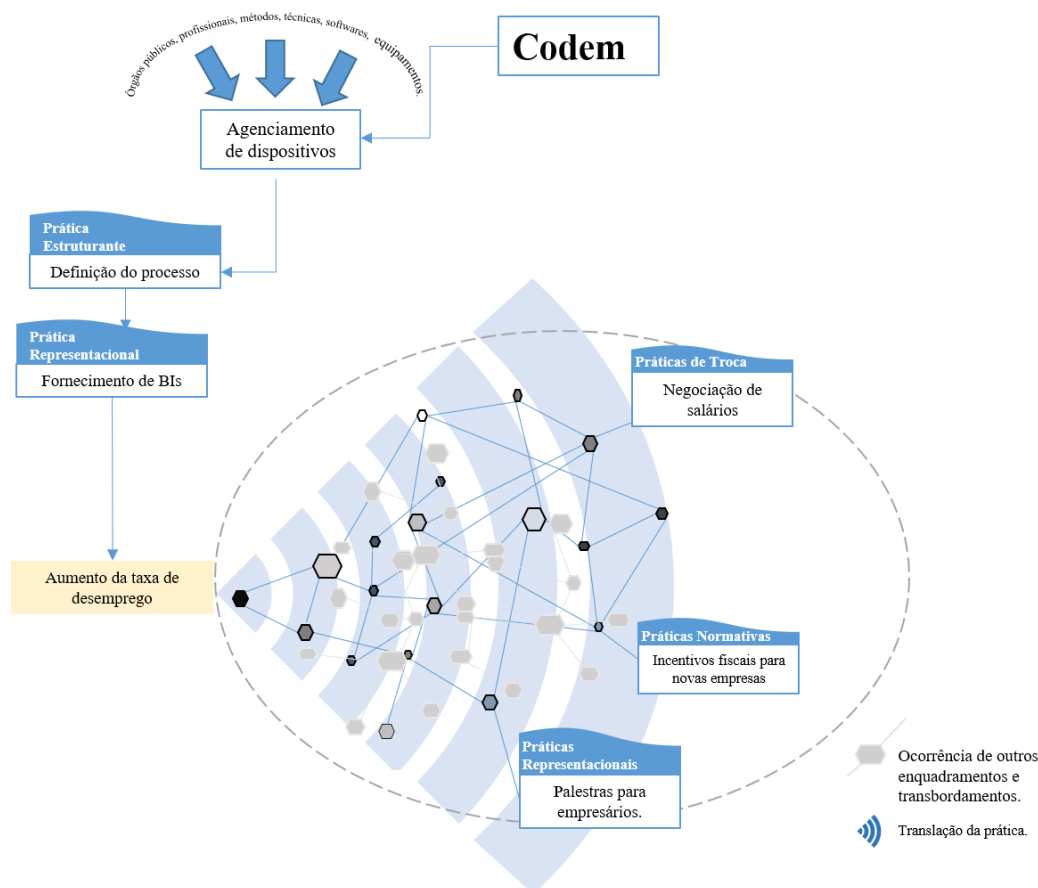 Órgãos públicos, profissionais, métodos, técnicas, softwares, equipamentos.
Codem
Agenciamento
de dispositivos
Prática
Estruturante
Definição do processo
Prática
Representacional
Fornecimento de BIs
Práticas de Troca
Negociação de
salários
Aumento da taxa de
desemprego
Práticas Normativas
Incentivos fiscais para
novas empresas
Práticas
Representacionais
Palestras para
empresários.
Ocorrência de outros
enquadramentos e
transbordamentos.
Translação da prática.